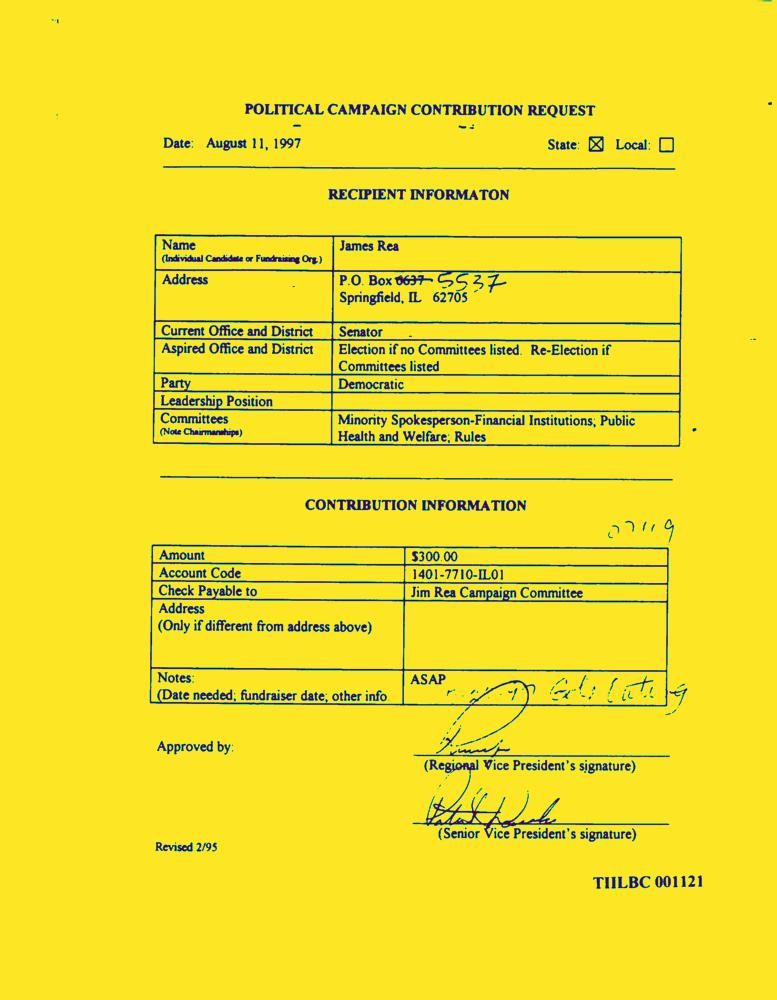 POLITICAL CAMPAIGN CONTRIBUTION REQUEST
Date: August 11, 1997 State: ☒ Local: ☐
RECIPIENT INFORMATON
Name James Rea
(Individual Candidate or Fundraising Org.)
Address P.O. Box 0637 5537
Springfield, IL 62705
Current Office and District Senator
Aspired Office and District Election if no Committees listed. Re-Election if
Committees listed
Party Democratic
Leadership Position
Committees Minority Spokesperson-Financial Institutions; Public
(Note Chairmanships) Health and Welfare; Rules
CONTRIBUTION INFORMATION
Amount $300.00
Account Code 1401-7710-IL01
Check Payable to Jim Rea Campaign Committee
Address
(Only if different from address above)
Notes: ASAP
(Date needed; fundraiser date; other info
Approved by:
(Regional Vice President's signature)
(Senior Vice President's signature)
Revised 2/95
TIILBC 001121